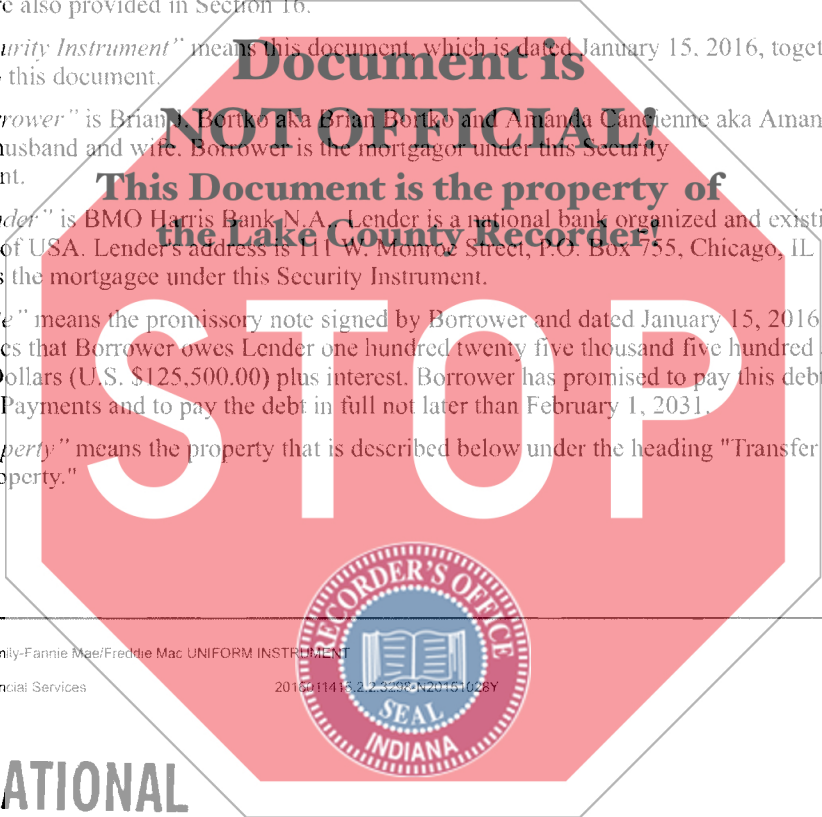 e also provided in Section 16.
urity Instrument" means this document, which is dated January 15, 2016, toget
this document.
Document is
rower" is Brian J. Bortko aka Brian Bortko and Amanda Cancienne aka Aman
NOT OFFICIAL!
usband and wife. Borrower is the mortgagor under this Security
nt.
This Document is the property of
der" is BMO Harris Bank N.A.. Lender is a national bank organized and existi
the Lake County Recorder!
of USA. Lender's address is 111 W. Monroe Street, P.O. Box 755, Chicago, IL
s the mortgagee under this Security Instrument.
e" means the promissory note signed by Borrower and dated January 15, 2016
es that Borrower owes Lender one hundred twenty five thousand five hundred
Dollars (U.S. $125,500.00) plus interest. Borrower has promised to pay this debt
Payments and to pay the debt in full not later than February 1, 2031.
perty" means the property that is described below under the heading "Transfer
operty."
STOP
RECORDER'S OFFICE
SEAL
INDIANA
mily-Fannie Mae/Freddie Mac UNIFORM INSTRUMENT
ncial Services
ATIONAL